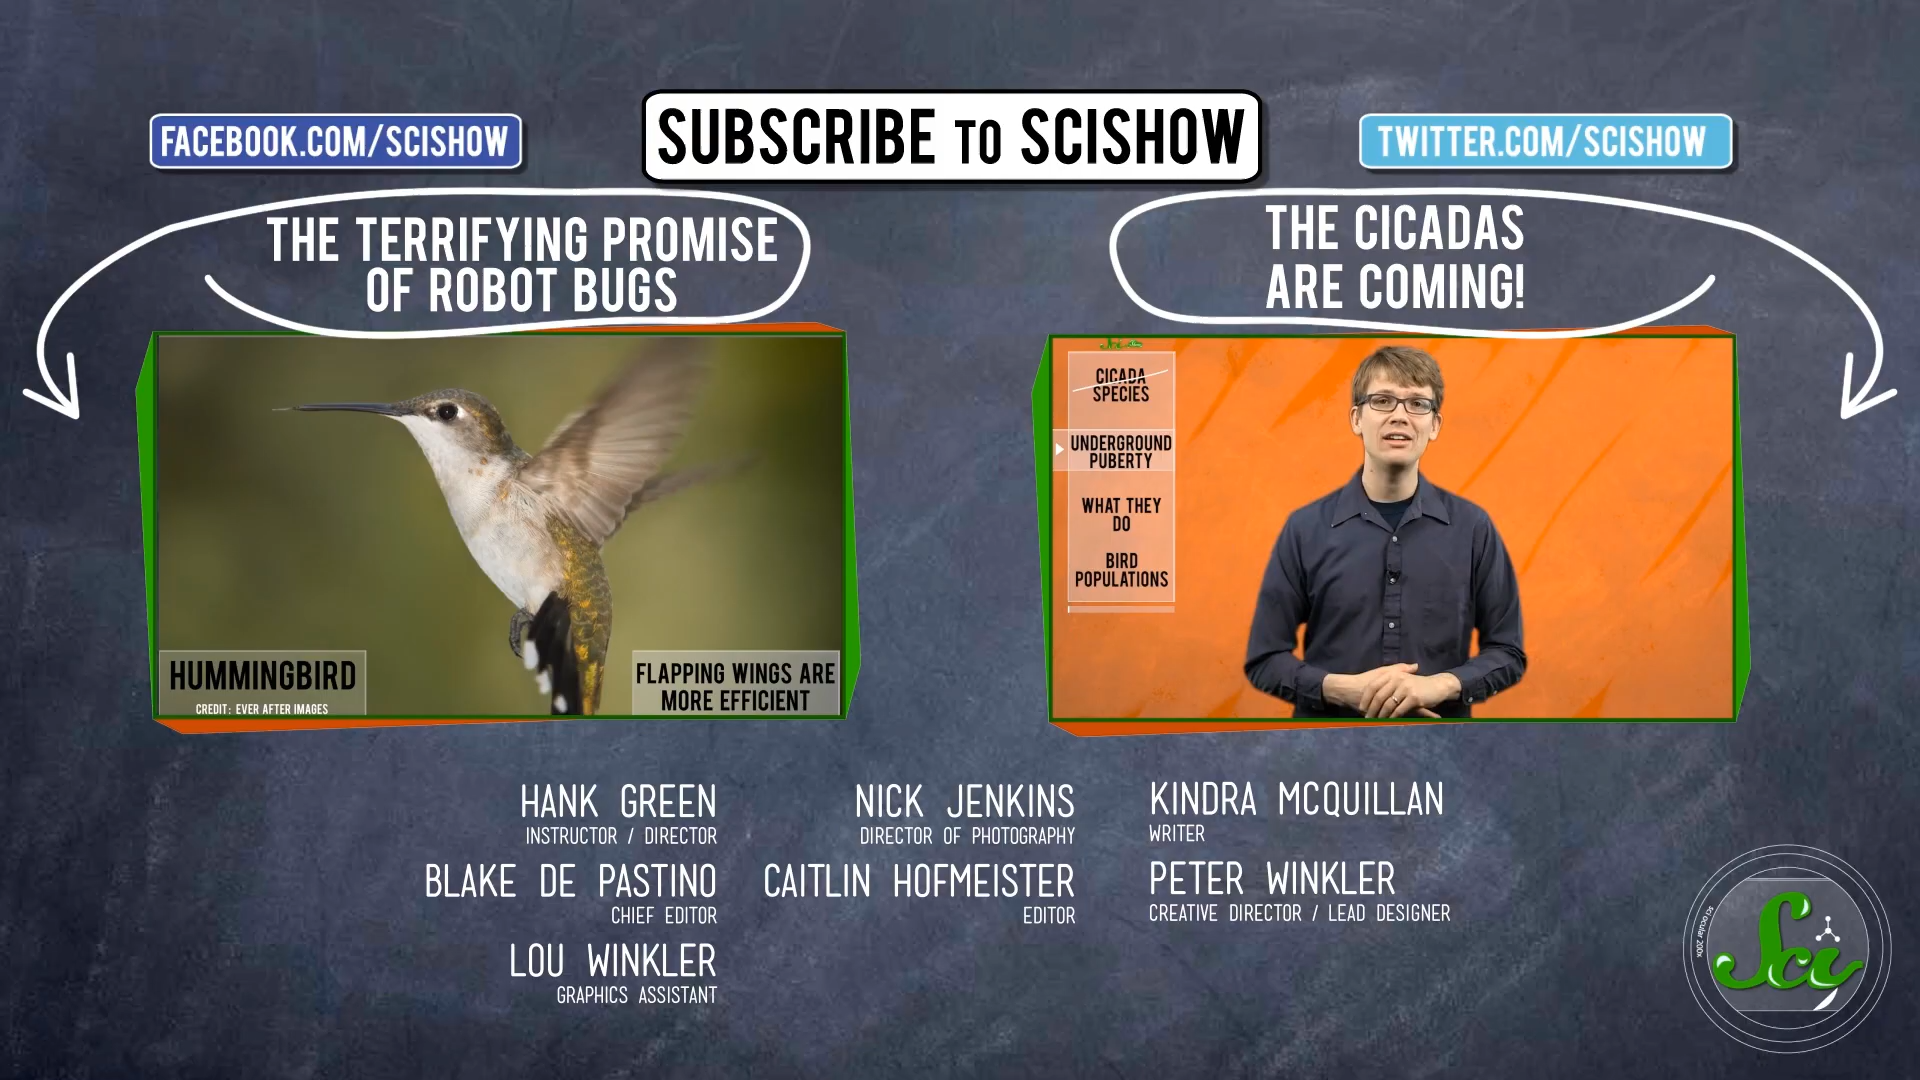 FACEBOOK.COM/SCISHOW
SUBSCRIBE TO SCISHOW
TWITTER.COM/SCISHOW
THE TERRIFYING PROMISE
OF ROBOT BUGS
THE CICADAS
ARE COMING!
HUMMINGBIRD
CREDIT: EVER AFTER IMAGES
FLAPPING WINGS ARE
MORE EFFICIENT
CICADA
SPECIES
UNDERGROUND
PUBERTY
WHAT THEY
DO
BIRD
POPULATIONS
HANK GREEN
INSTRUCTOR / DIRECTOR
BLAKE DE PASTINO
CHIEF EDITOR
LOU WINKLER
GRAPHICS ASSISTANT
NICK JENKINS
DIRECTOR OF PHOTOGRAPHY
CAITLIN HOFMEISTER
EDITOR
KINDRA MCQUILLAN
WRITER
PETER WINKLER
CREATIVE DIRECTOR / LEAD DESIGNER
sci ocular 200x
Sci